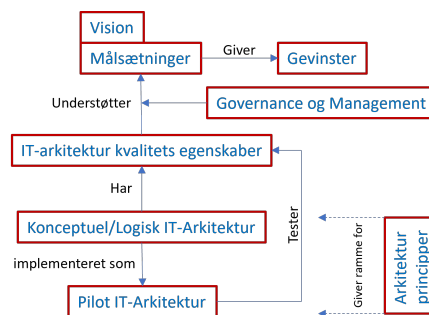 Vision
Målsætninger
Giver
Gevinster
Understøtter
Governance og Management
IT-arkitektur kvalitets egenskaber
Har
Tester
Konceptuel/Logisk IT-Arkitektur
implementeret som
Giver ramme for
Arkitektur
principper
Pilot IT-Arkitektur